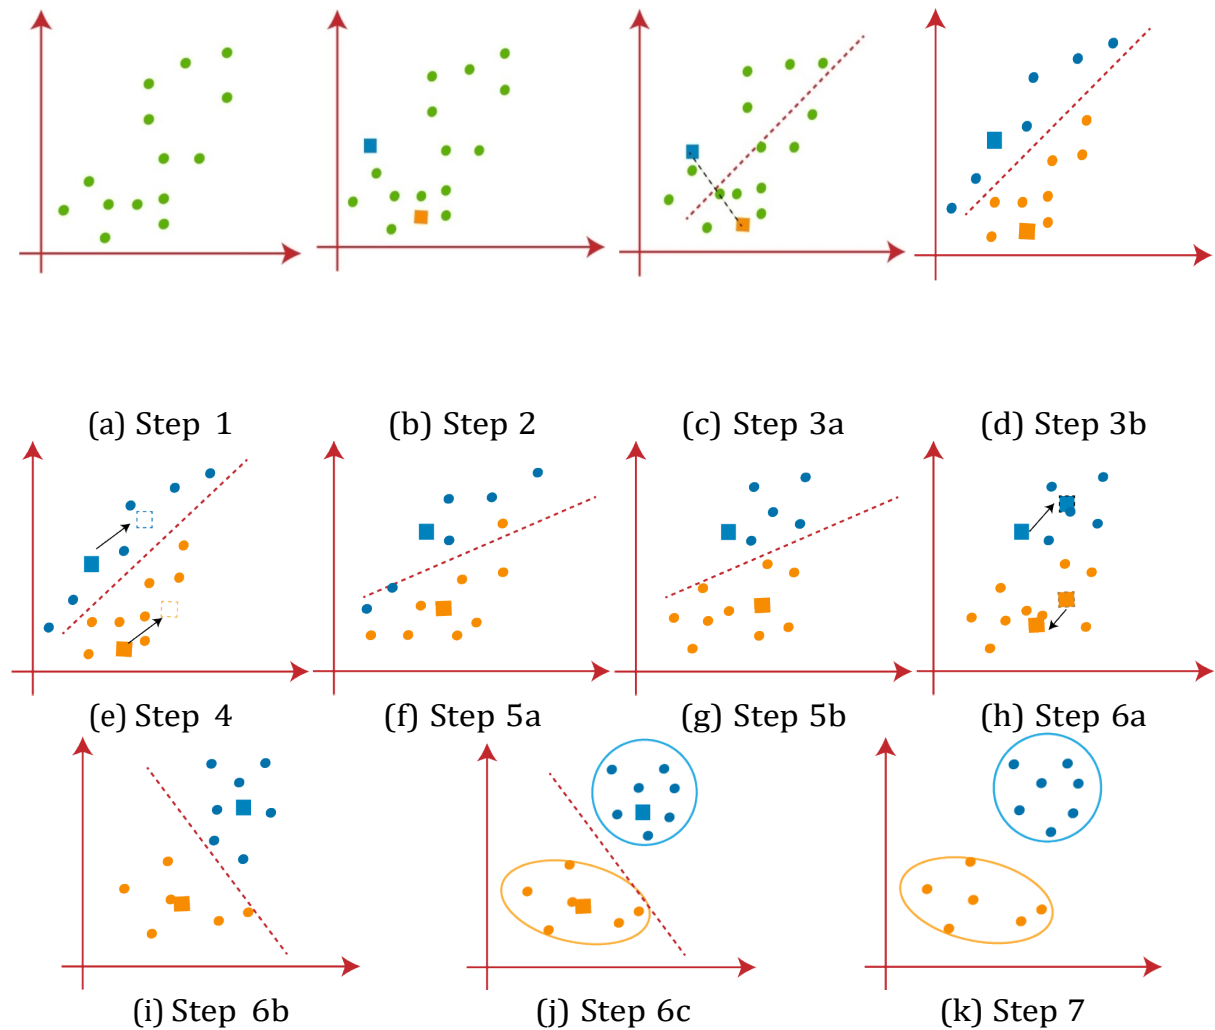 (a) Step 1 (b) Step 2 (c) Step 3a (d) Step 3b
(e) Step 4 (f) Step 5a (g) Step 5b (h) Step 6a
(i) Step 6b (j) Step 6c (k) Step 7